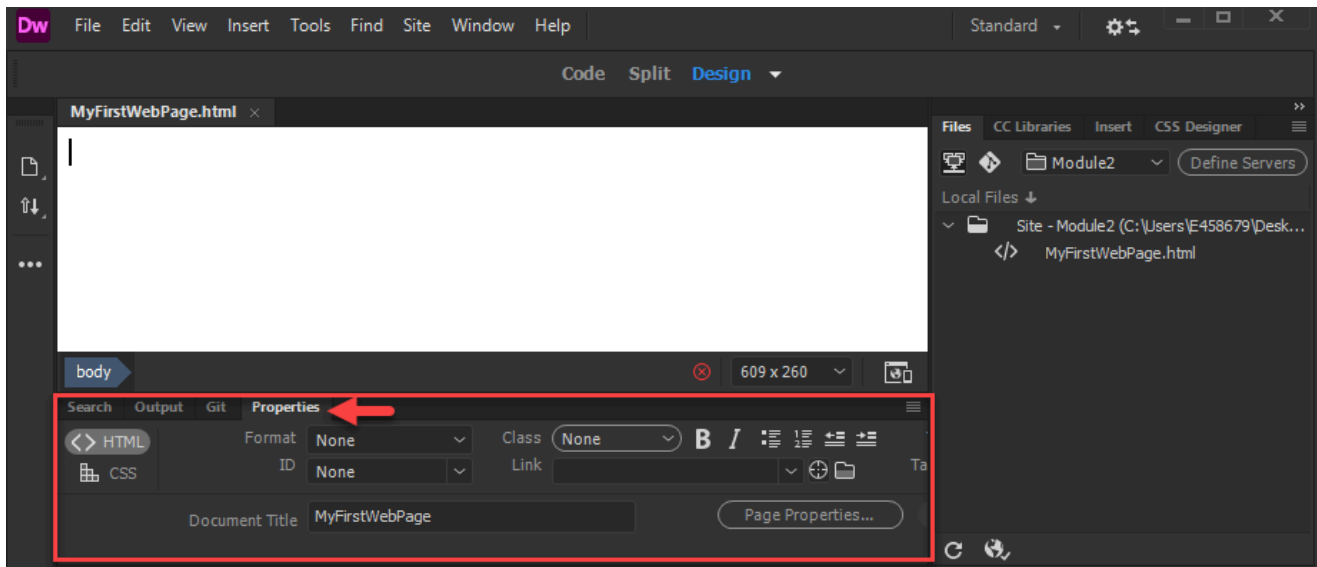 Dw File Edit View Insert Tools Find Site Window Help Standard
Code Split Design
MyFirstWebPage.html
Files CC Libraries Insert CSS Designer
Module2 Define Servers
Local Files
Site - Module2 (C:\Users\E458679\Desk...
MyFirstWebPage.html
body 609 x 260
Search Output Git Properties
HTML Format None Class None B I
CSS ID None Link Ta
Document Title MyFirstWebPage Page Properties...